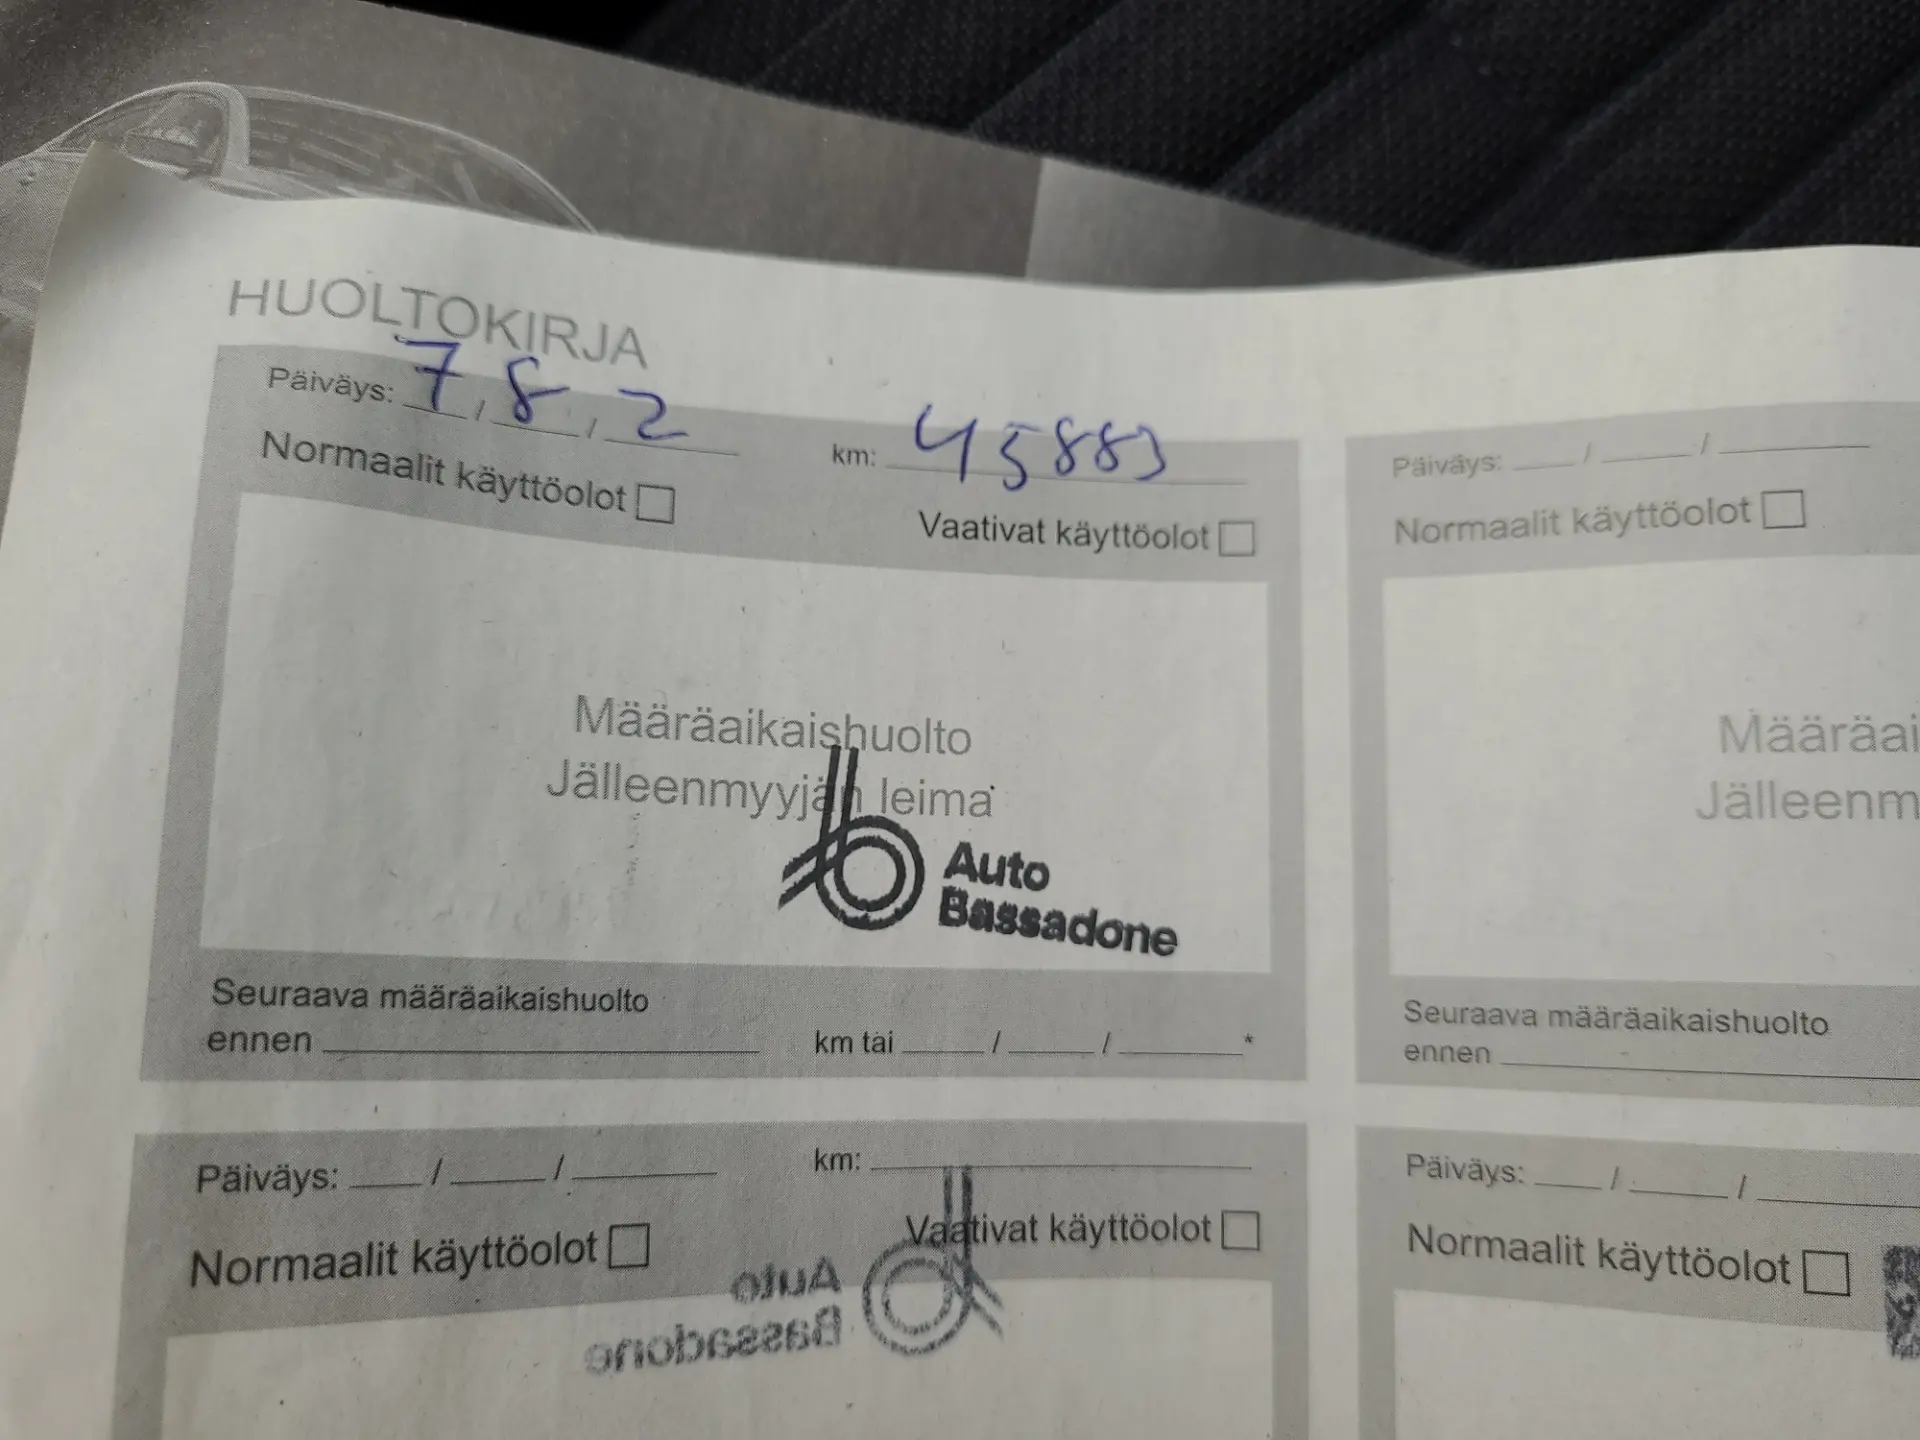 HUOLTOKIRJA
Päiväys: 7 / 8 / 2 km: 45883
Normaalit käyttöolot Vaativat käyttöolot
Määräaikaishuolto
Jälleenmyyjän leima
Auto
Bassadone
Seuraava määräaikaishuolto
ennen km tai / / *
Päiväys: / /
Normaalit käyttöolot
Määräai
Jälleenm
Seuraava määräaikaishuolto
ennen
Päiväys: / / km:
Normaalit käyttöolot Vaativat käyttöolot
Auto
Bassadone
Päiväys: / /
Normaalit käyttöolot